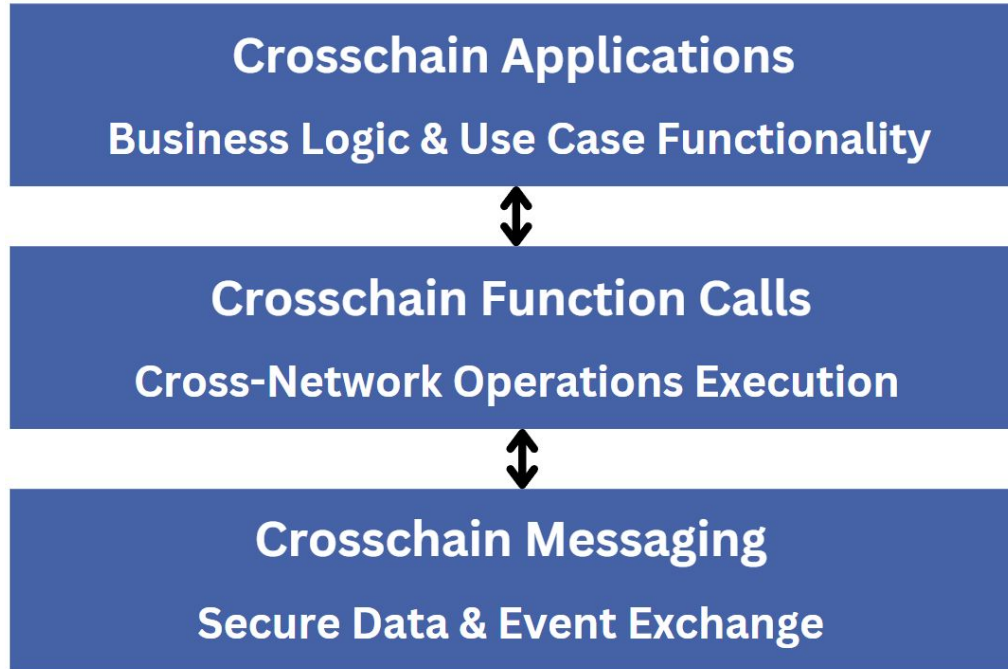 Crosschain Applications
Business Logic & Use Case Functionality
Crosschain Function Calls
Cross-Network Operations Execution
Crosschain Messaging
Secure Data & Event Exchange